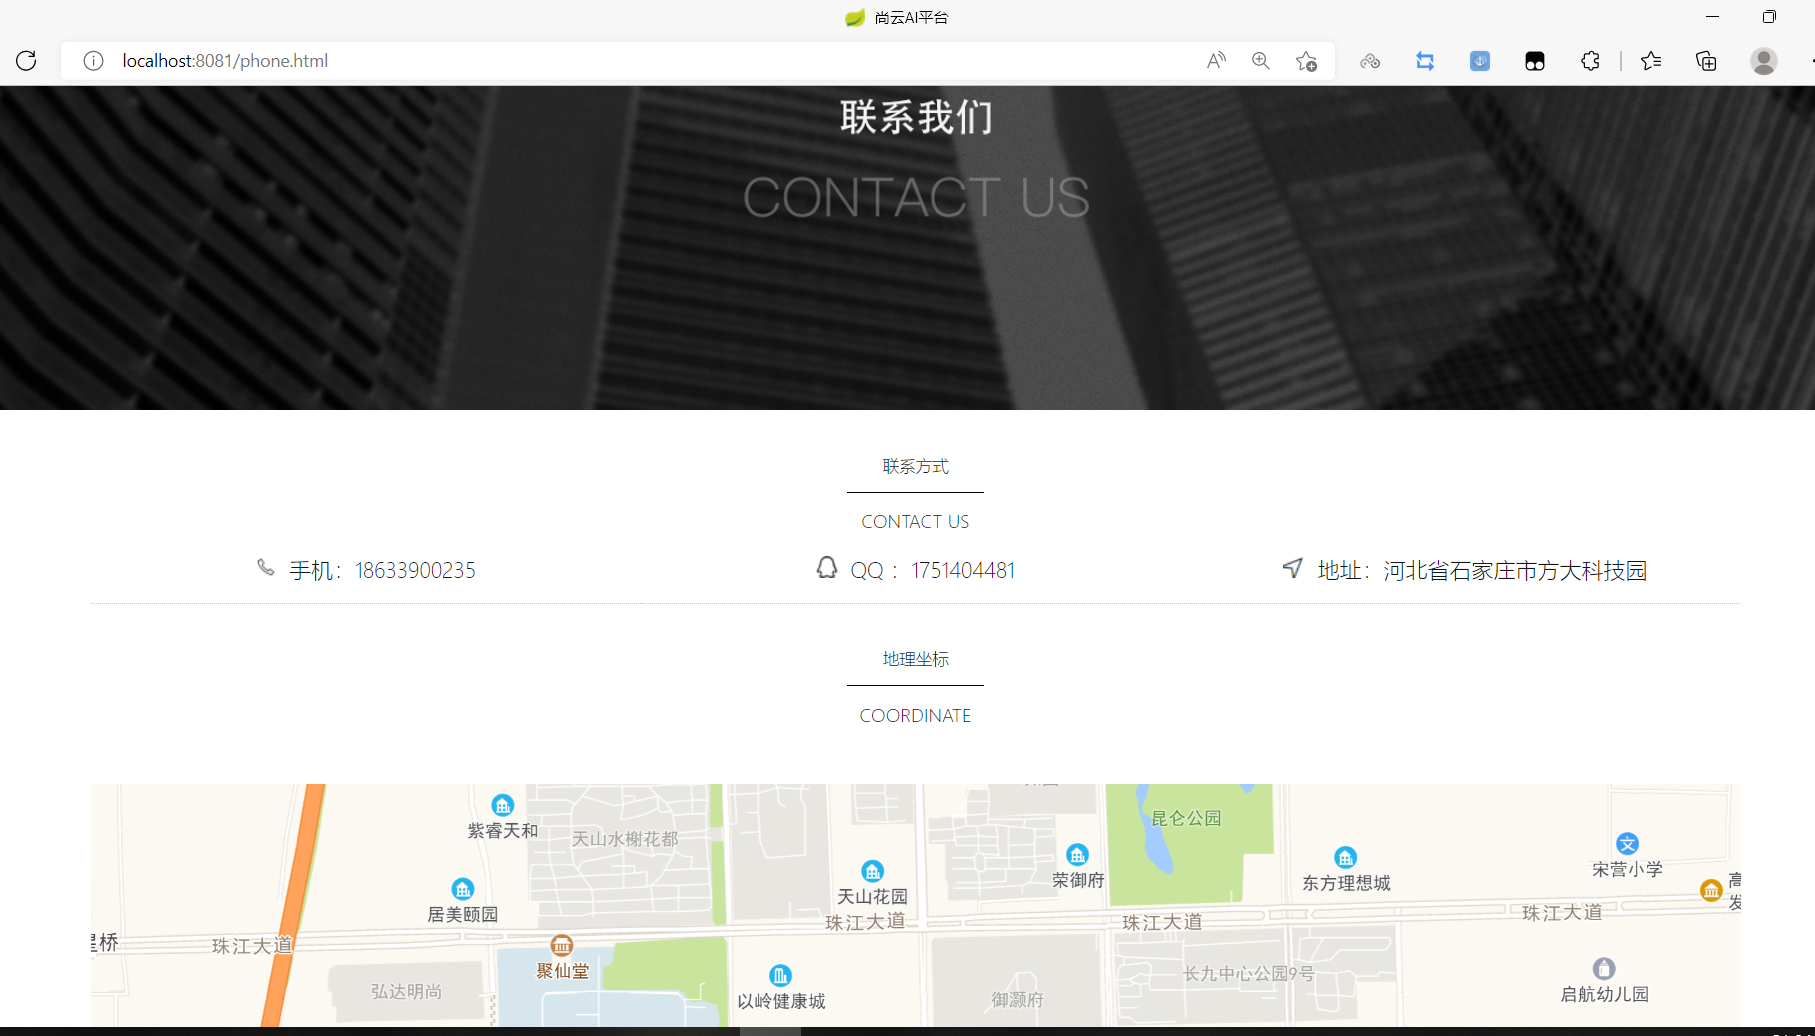 尚云AI平台
localhost:8081/phone.html
联系我们
CONTACT US
联系方式
CONTACT US
手机：18633900235
QQ ：1751404481
地址：河北省石家庄市方大科技园
地理坐标
COORDINATE
紫睿天和
天山水榭花都
昆仑公园
居美颐园
天山花园
荣御府
东方理想城
宋营小学
高
发
珠江大道
珠江大道
珠江大道
珠江大道
桥
聚仙堂
弘达明尚
以岭健康城
御灏府
长九中心公园9号
启航幼儿园